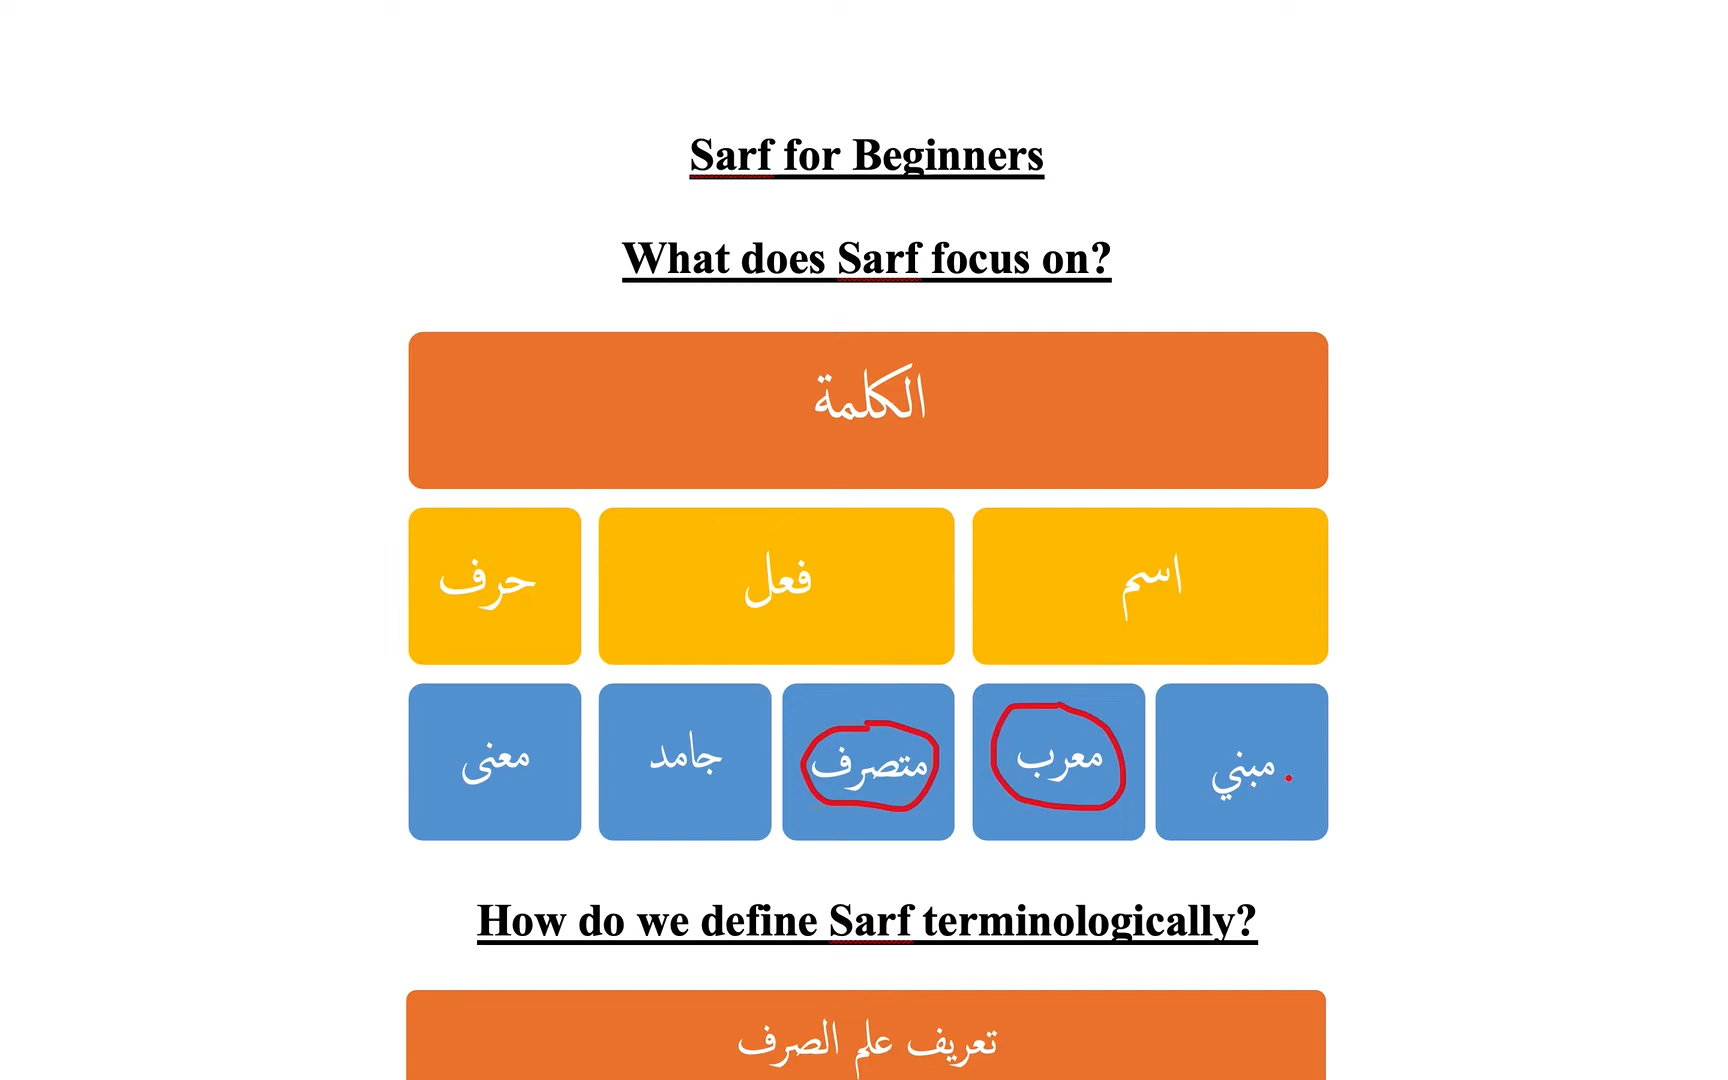 Sarf for Beginners
What does Sarf focus on?
الكلمة
اسم
فعل
حرف
مبني
معرب
متصرف
جامد
معنى
How do we define Sarf terminologically?
تعريف علم الصرف